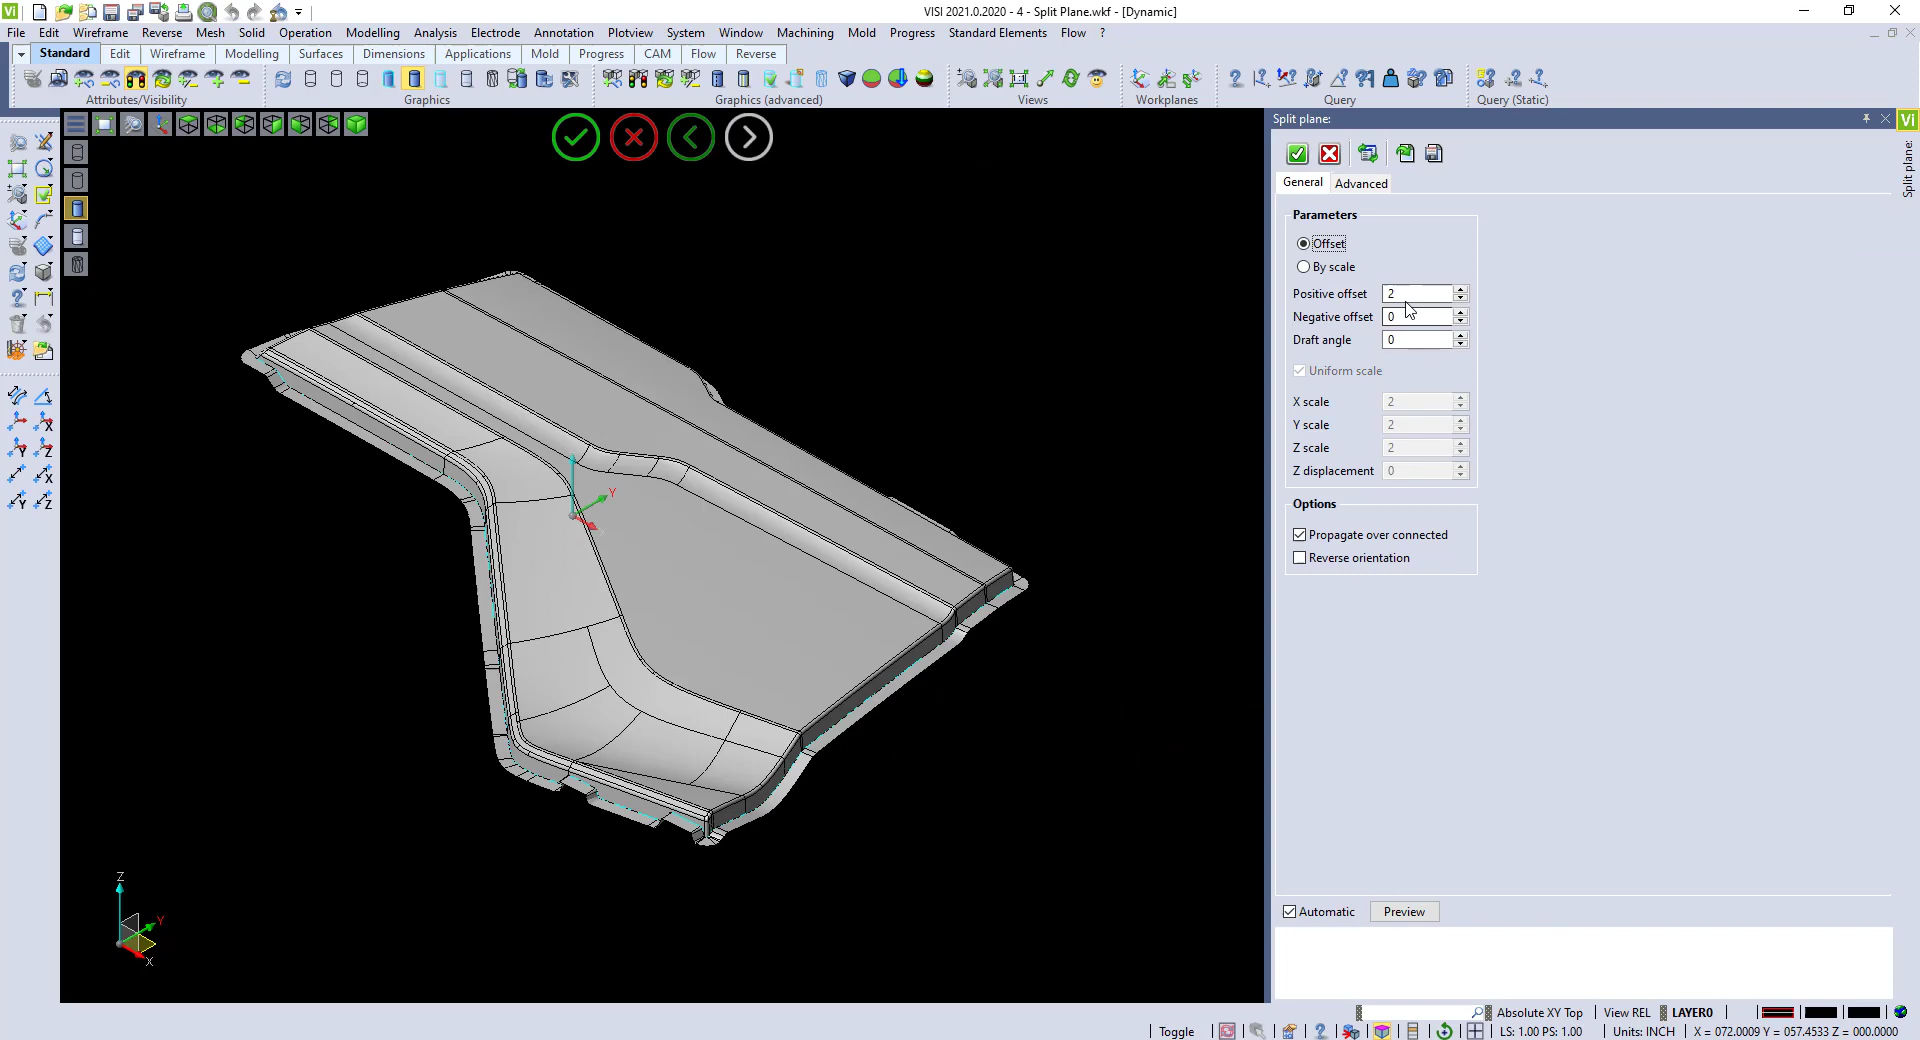 Vi
VISI 2021.0.2020 - 4 - Split Plane.wkf - [Dynamic]
File Edit Wireframe Reverse Mesh Solid Operation Modelling Analysis Electrode Annotation Plotview System Window Machining Mold Progress Standard Elements Flow ?
Standard Edit Wireframe Modelling Surfaces Dimensions Applications Mold Progress CAM Flow Reverse
Attributes/Visibility Graphics Graphics (advanced) Views Workplanes Query Query (Static)
Split plane:
Vi
Split plane:
General Advanced
Parameters
Offset
By scale
Positive offset 2
Negative offset 0
Draft angle 0
Uniform scale
X scale 2
Y scale 2
Z scale 2
Z displacement 0
Options
Propagate over connected
Reverse orientation
Y
Z
Y
X
X
Y Z
X
Y Z
Automatic Preview
Absolute XY Top View REL LAYER0
Toggle LS: 1.00 PS: 1.00 Units: INCH X = 072.0009 Y = 057.4533 Z = 000.0000